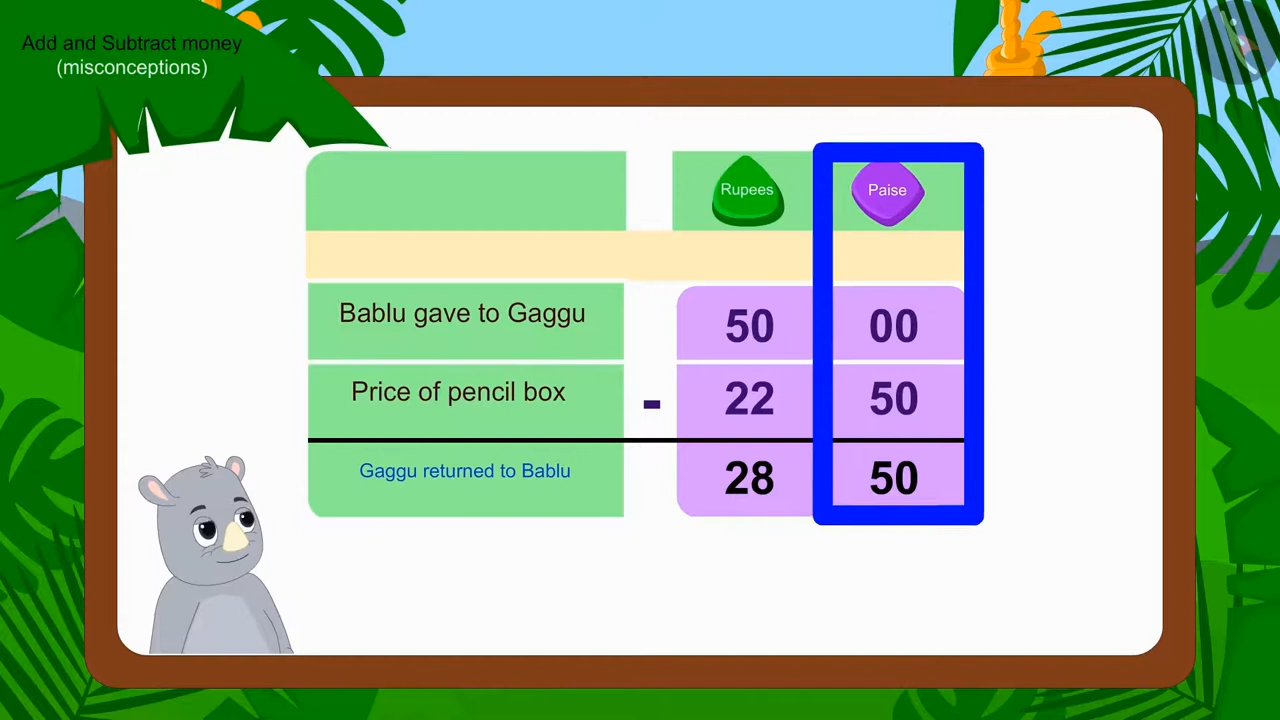 Add and Subtract money
(misconceptions)
Rupees Paise
Bablu gave to Gaggu 50 00
Price of pencil box - 22 50
Gaggu returned to Bablu 28 50